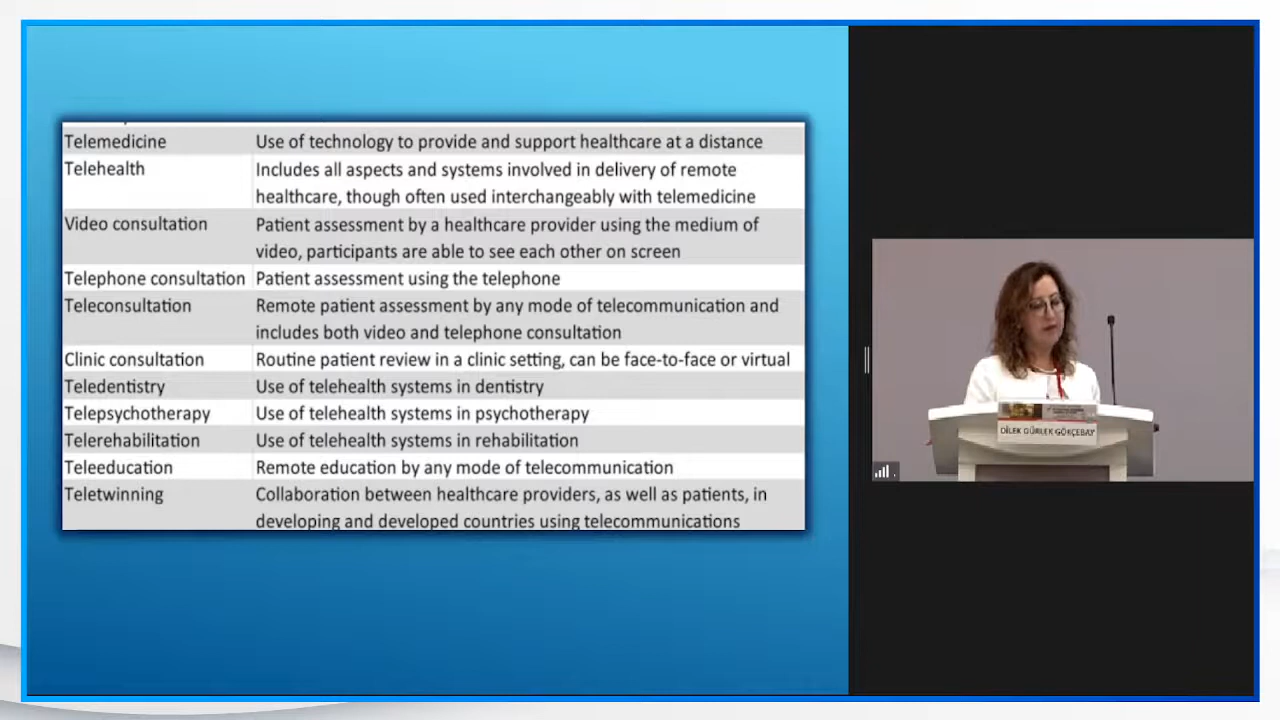 Telemedicine Use of technology to provide and support healthcare at a distance
Telehealth Includes all aspects and systems involved in delivery of remote
healthcare, though often used interchangeably with telemedicine
Video consultation Patient assessment by a healthcare provider using the medium of
video, participants are able to see each other on screen
Telephone consultation Patient assessment using the telephone
Teleconsultation Remote patient assessment by any mode of telecommunication and
includes both video and telephone consultation
Clinic consultation Routine patient review in a clinic setting, can be face-to-face or virtual
Teledentistry Use of telehealth systems in dentistry
Telepsychotherapy Use of telehealth systems in psychotherapy
Telerehabilitation Use of telehealth systems in rehabilitation
Teleeducation Remote education by any mode of telecommunication
Teletwinning Collaboration between healthcare providers, as well as patients, in
developing and developed countries using telecommunications
DİLEK GÜRLEK GÖKÇEBAY